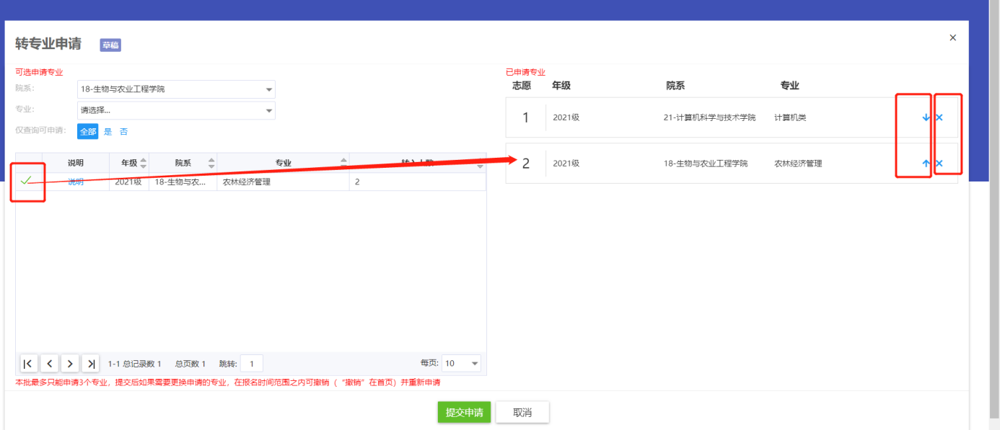 转专业申请 草稿
×
可选申请专业
院系: 18-生物与农业工程学院
专业: 请选择...
仅查询可申请: 全部 是 否
说明 年级 院系 专业
说明 2021级 18-生物与农... 农林经济管理 2
1-1 总记录数 1 总页数 1 跳转: 1 每页: 10
本批最多只能申请3个专业，提交后如果需要更换申请的专业，在报名时间范围之内可撤销（“撤销”在首页）并重新申请
已申请专业
志愿 年级 院系 专业
1 2021级 21-计算机科学与技术学院 计算机类
2 2021级 18-生物与农业工程学院 农林经济管理
提交申请 取消